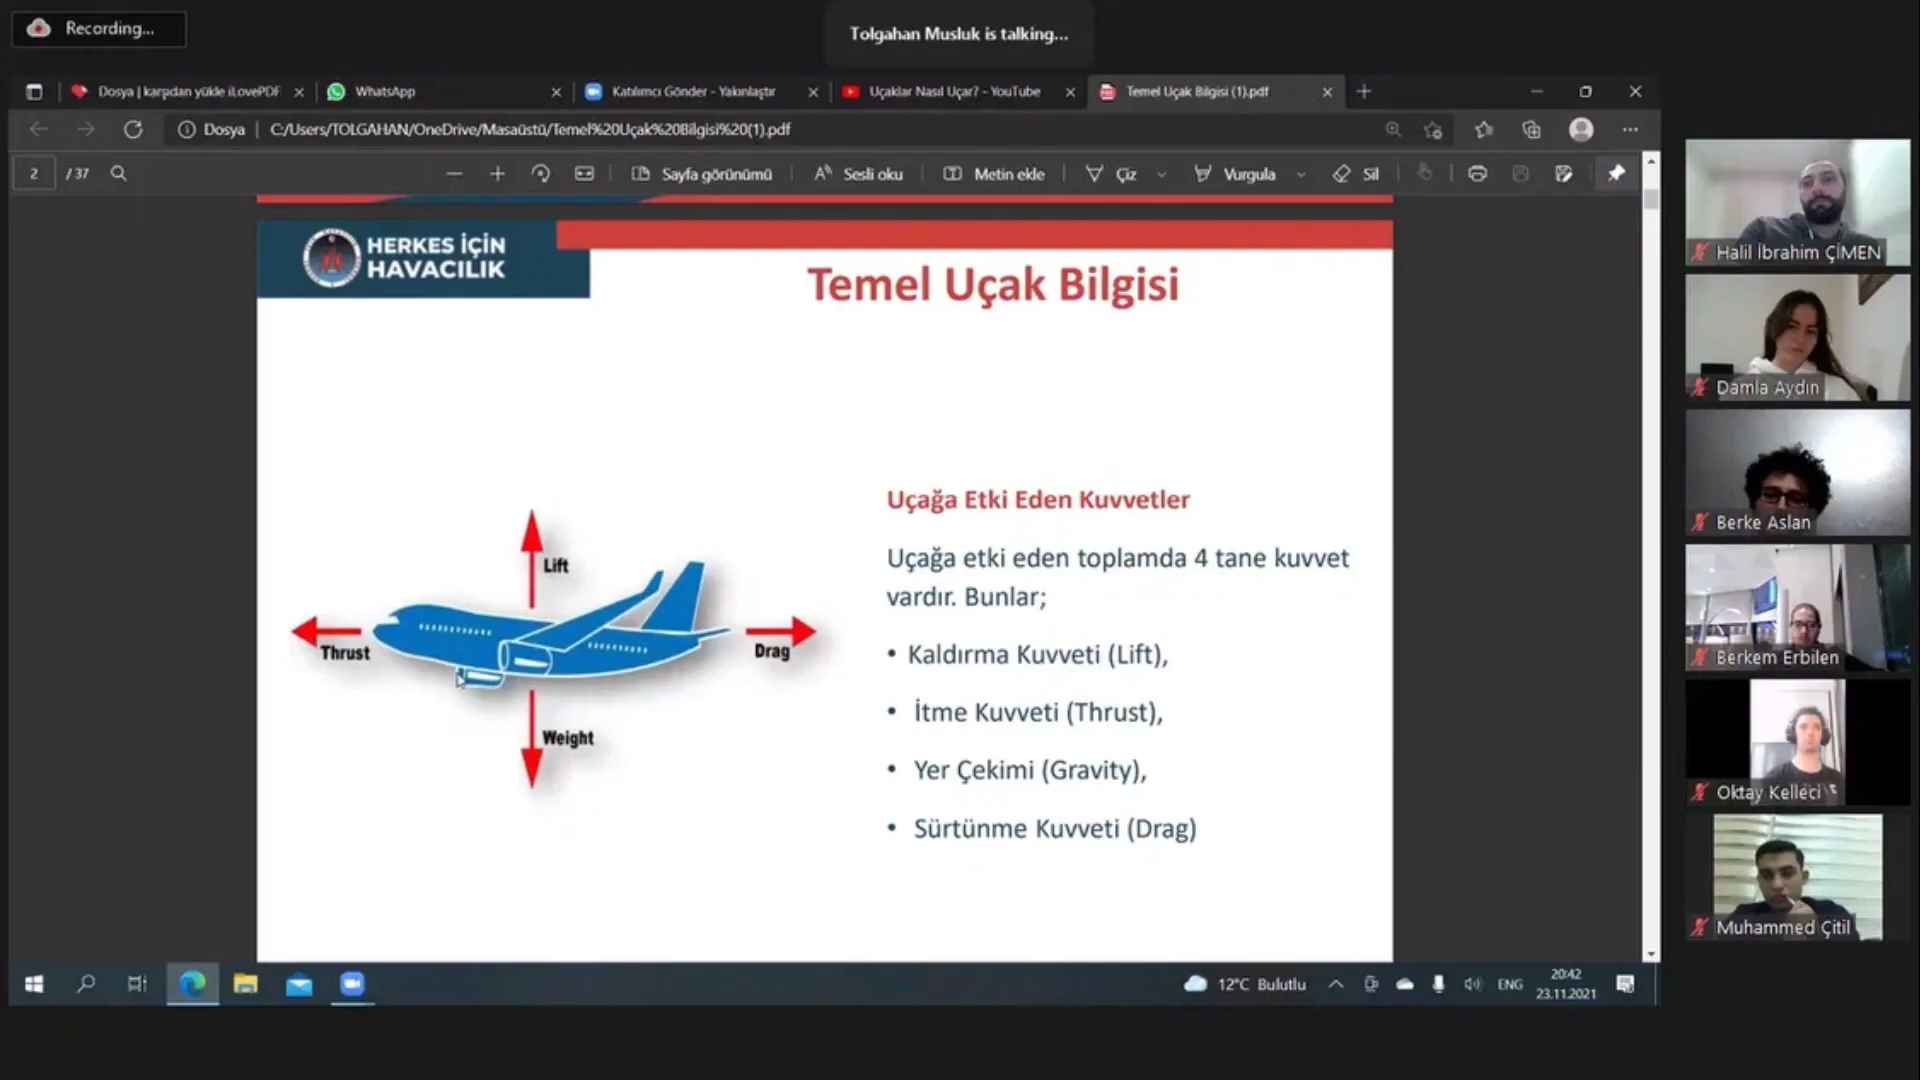 Recording...
Tolgahan Musluk is talking...
Dosya | karşıdan yükle iLovePDF
WhatsApp
Katılımcı Gönder - Yakınlaştır
Uçaklar Nasıl Uçar? - YouTube
Temel Uçak Bilgisi (1).pdf
Dosya
C:/Users/TOLGAHAN/OneDrive/Masaüstü/Temel%20Uçak%20Bilgisi%20(1).pdf
2 / 37
Sayfa görünümü
Sesli oku
Metin ekle
Çiz
Vurgula
Sil
HERKES İÇİN
HAVACILIK
Temel Uçak Bilgisi
Lift
Thrust
Drag
Weight
Uçağa Etki Eden Kuvvetler
Uçağa etki eden toplamda 4 tane kuvvet
vardır. Bunlar;
• Kaldırma Kuvveti (Lift),
• İtme Kuvveti (Thrust),
• Yer Çekimi (Gravity),
• Sürtünme Kuvveti (Drag)
Halil İbrahim ÇİMEN
Damla Aydın
Berke Aslan
Berkem Erbilen
Oktay Kelleci
Muhammed Çitil
12°C Bulutlu
ENG
20:42
23.11.2021